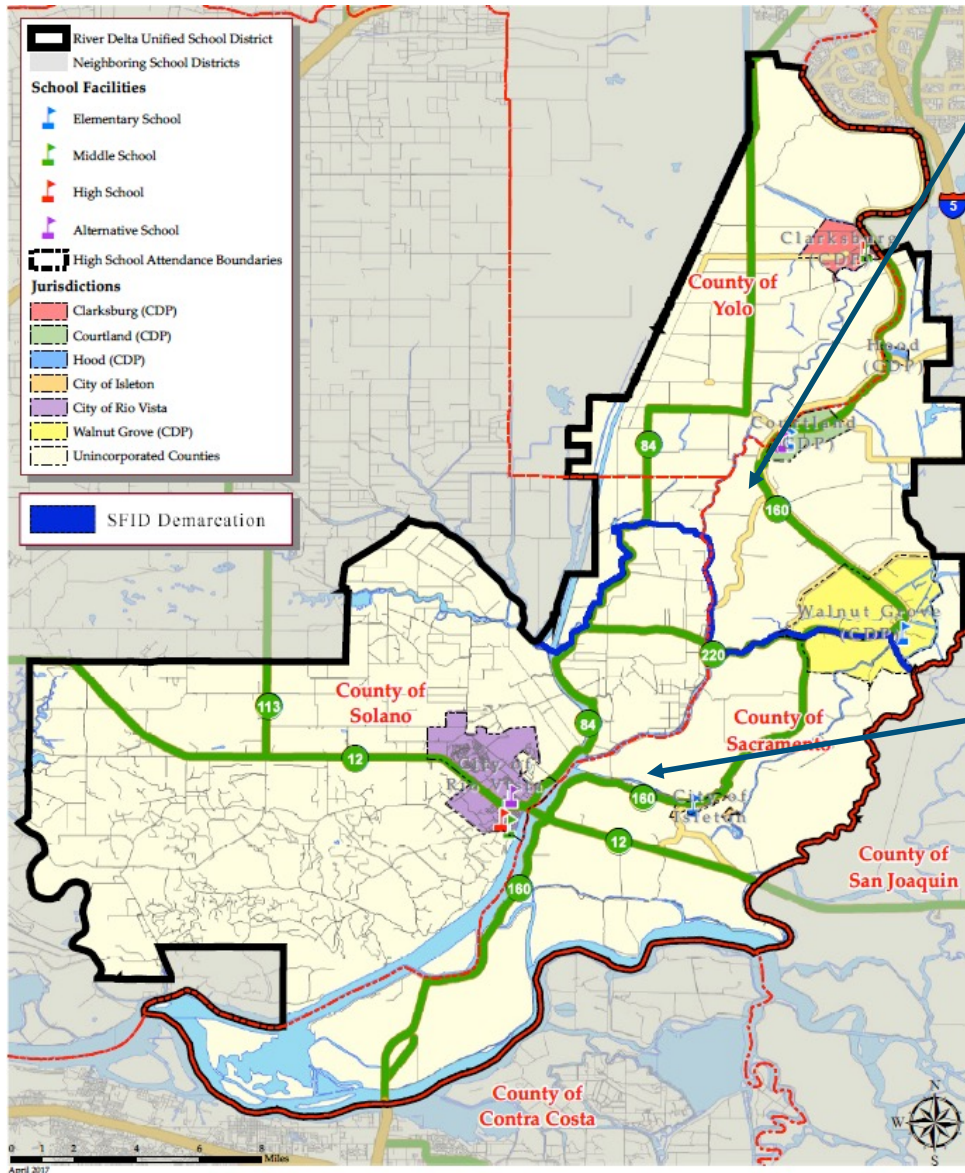 River Delta Unified School District
Neighboring School Districts
School Facilities
Elementary School
Middle School
High School
Alternative School
High School Attendance Boundaries
Jurisdictions
Clarksburg (CDP)
Courtland (CDP)
Hood (CDP)
City of Isleton
City of Rio Vista
Walnut Grove (CDP)
Unincorporated Counties
SFID Demarcation
5
Clarksburg
(CDP)
County of
Yolo
Hood
(CDP)
Courtland
(CDP)
84
160
Walnut Grove
(CDP)
220
County of
Solano
113
84
County of
Sacramento
12
City of
Rio Vista
160
City of
Isleton
12
County of
San Joaquin
160
County of
Contra Costa
N
W
E
S
0 1 2 4 6 8
Miles
April 2017